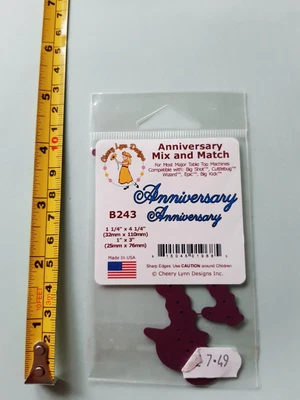 Cheery Lynn Designs
Anniversary
Mix and Match
For Most Major Table Top Machines
Compatible with: Big Shot™, Cuttlebug™
Wizard™, Epic™, Big Kick™
Anniversary
Anniversary
B243
1 1/4" x 4 1/4"
(32mm x 110mm)
1" x 3"
(25mm x 76mm)
Made In USA
Sharp Edges: Use CAUTION around Children
© Cheery Lynn Designs Inc.
£7.49